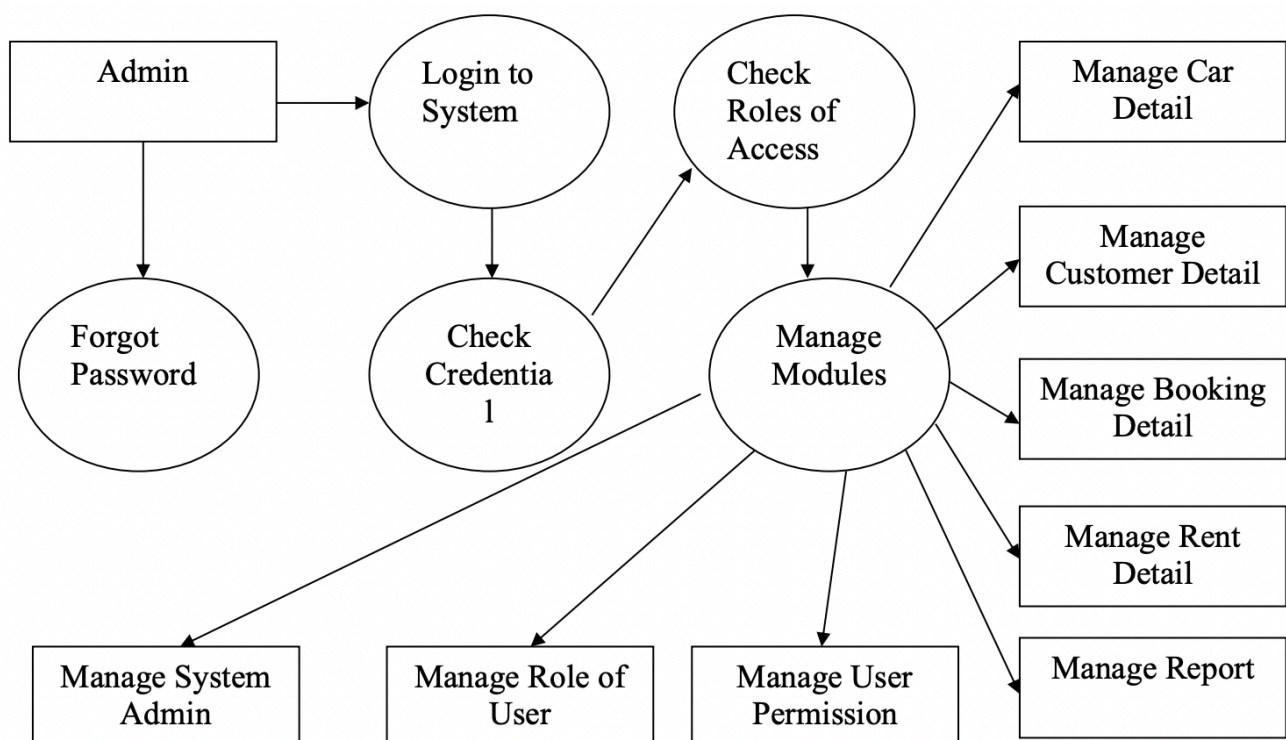 Admin
Login to
System
Check
Roles of
Access
Manage Car
Detail
Manage
Customer Detail
Forgot
Password
Check
Credentia
l
Manage
Modules
Manage Booking
Detail
Manage Rent
Detail
Manage System
Admin
Manage Role of
User
Manage User
Permission
Manage Report